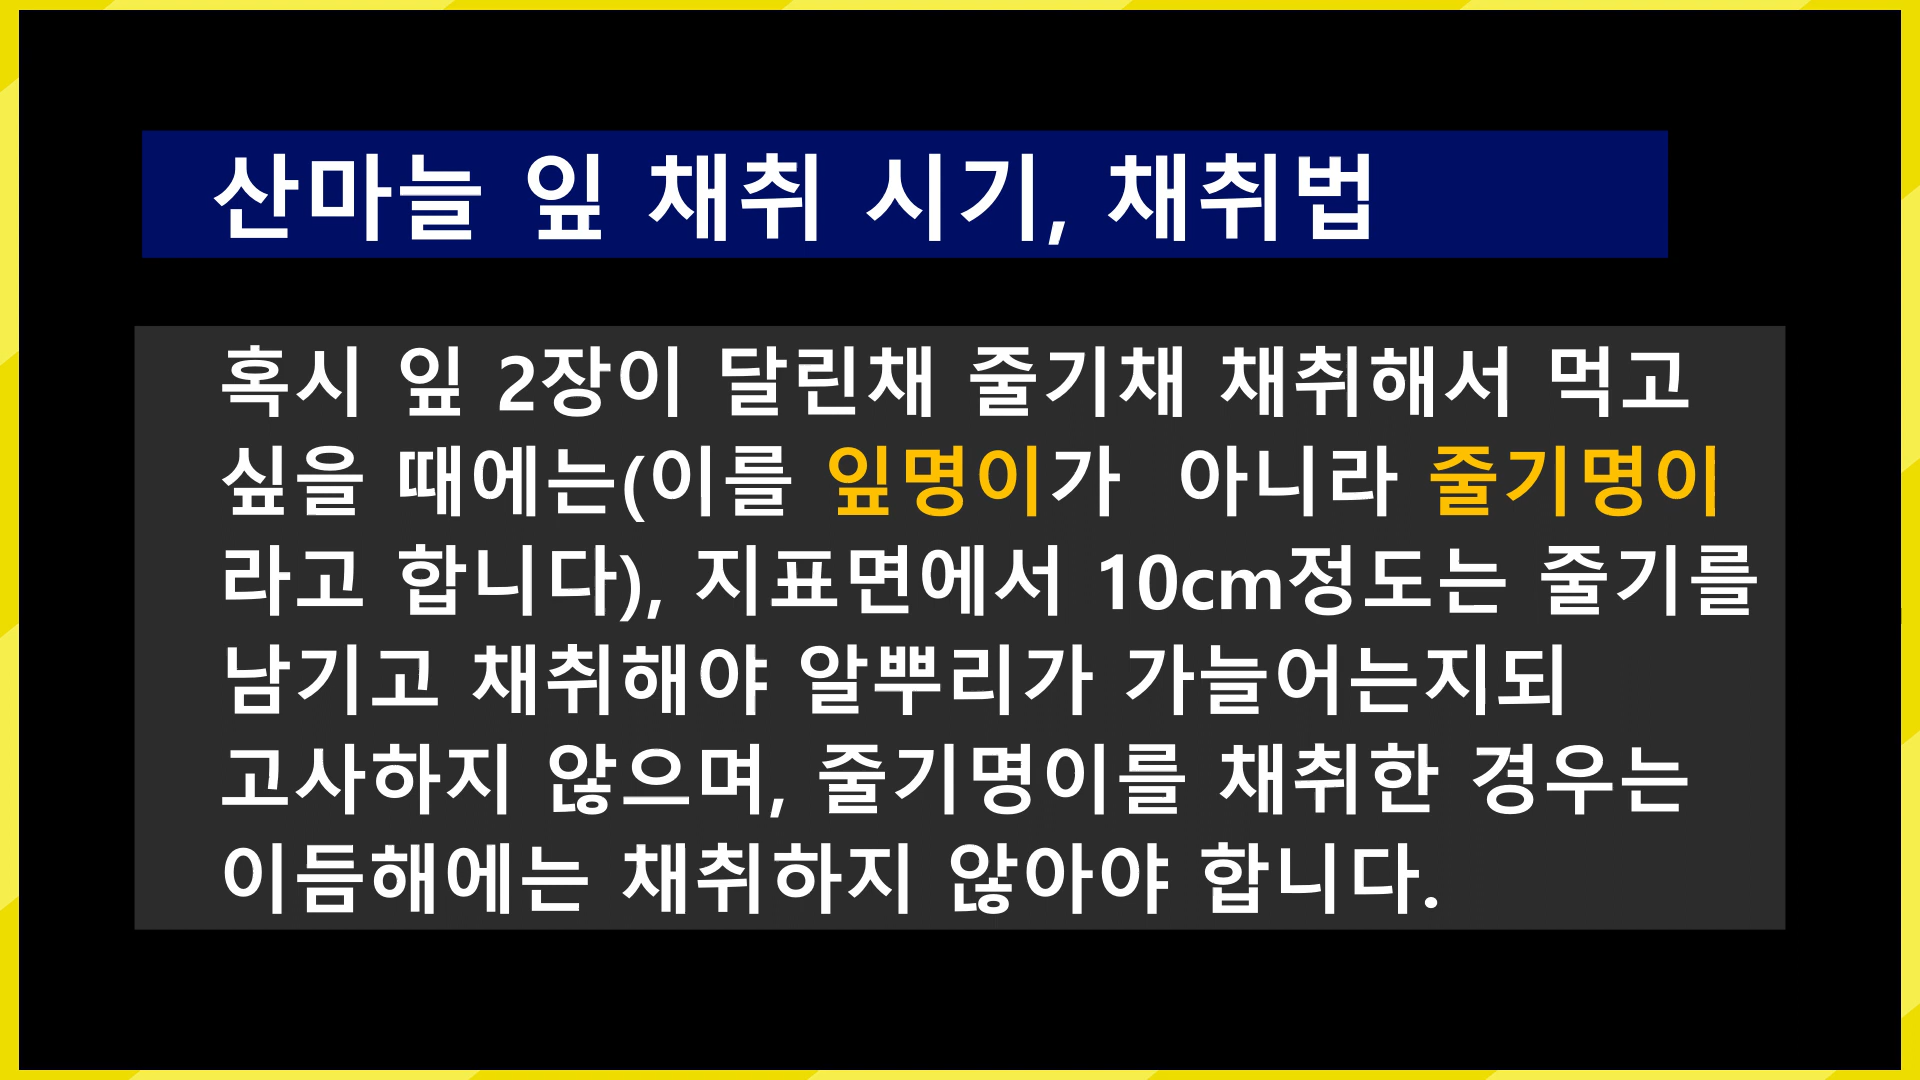 산마늘 잎 채취 시기, 채취법
혹시 잎 2장이 달린채 줄기채 채취해서 먹고
싶을 때에는(이를 잎명이가  아니라 줄기명이
라고 합니다), 지표면에서 10cm정도는 줄기를
남기고 채취해야 알뿌리가 가늘어는지되
고사하지 않으며, 줄기명이를 채취한 경우는
이듬해에는 채취하지 않아야 합니다.